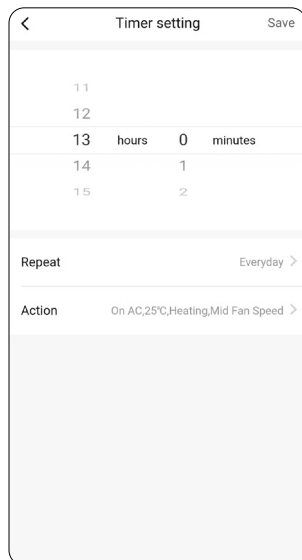 Timer setting Save
11
12
13 hours 0 minutes
14 1
15 2
Repeat Everyday
Action On AC,25℃,Heating,Mid Fan Speed